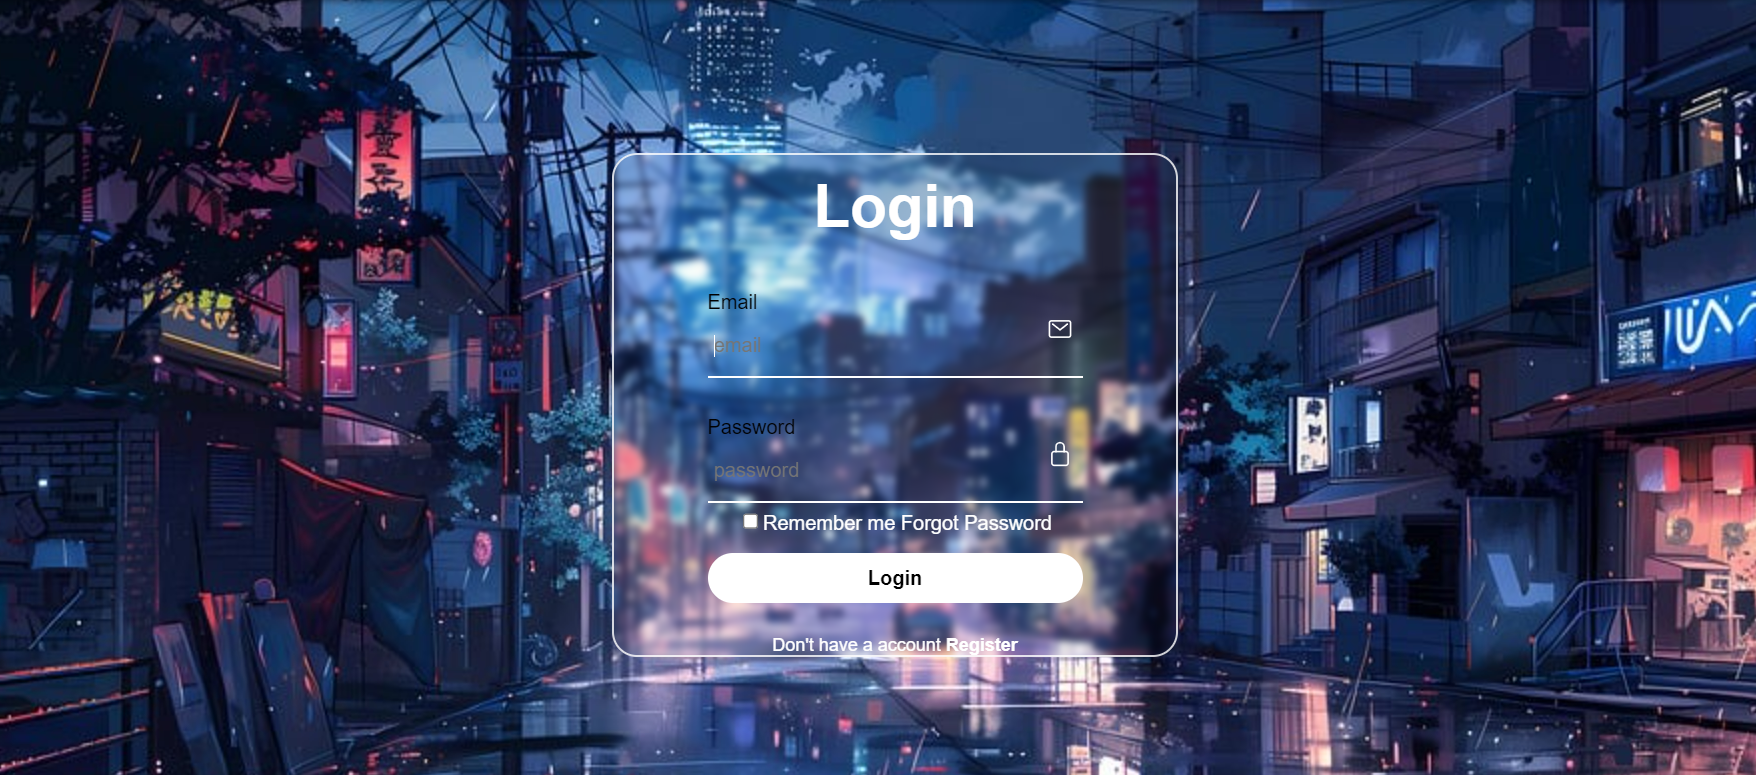 Login
Email
email
Password
password
Remember me Forgot Password
Login
Don't have a account Register